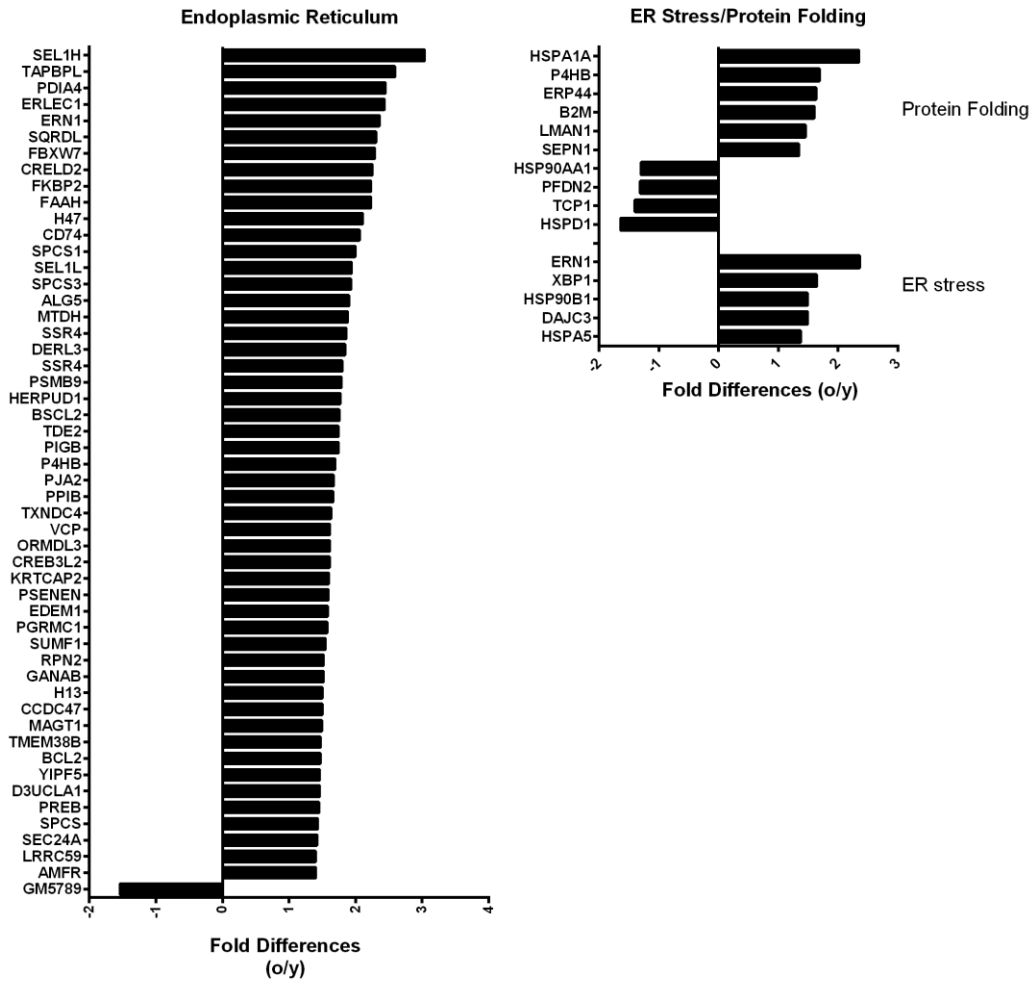 Endoplasmic Reticulum
SEL1H
TAPBPL
PDIA4
ERLEC1
ERN1
SQRDL
FBXW7
CRELD2
FKBP2
FAAH
H47
CD74
SPCS1
SEL1L
SPCS3
ALG5
MTDH
SSR4
DERL3
SSR4
PSMB9
HERPUD1
BSCL2
TDE2
PIGB
P4HB
PJA2
PPIB
TXNDC4
VCP
ORMDL3
CREB3L2
KRTCAP2
PSENEN
EDEM1
PGRMC1
SUMF1
RPN2
GANAB
H13
CCDC47
MAGT1
TMEM38B
BCL2
YIPF5
D3UCLA1
PREB
SPCS
SEC24A
LRRC59
AMFR
GM5789
-2 -1 0 1 2 3 4
Fold Differences
(o/y)
ER Stress/Protein Folding
HSPA1A
P4HB
ERP44
B2M
LMAN1
SEPN1
HSP90AA1
PFDN2
TCP1
HSPD1
Protein Folding
ERN1
XBP1
HSP90B1
DAJC3
HSPA5
ER stress
-2 -1 0 1 2 3
Fold Differences (o/y)